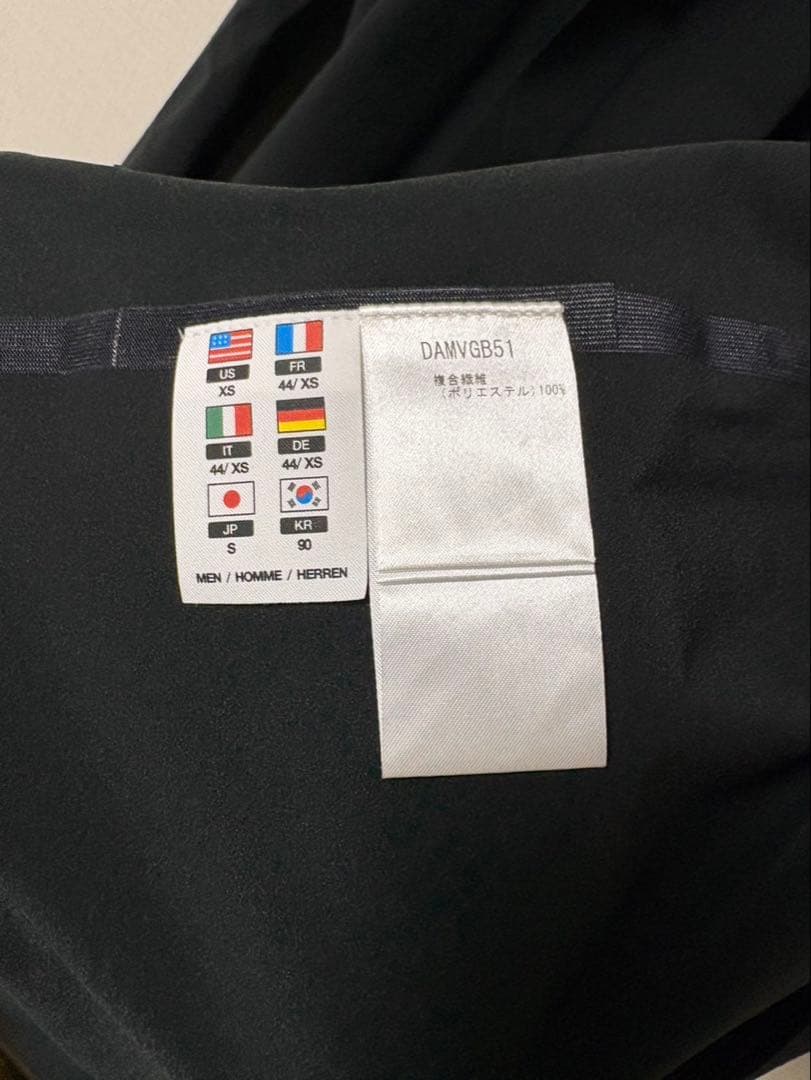 US FR
XS 44/ XS
IT DE
44/ XS 44/ XS
JP KR
S 90
MEN / HOMME / HERREN
DAMVGB51
複合繊維
(ポリエステル)100%